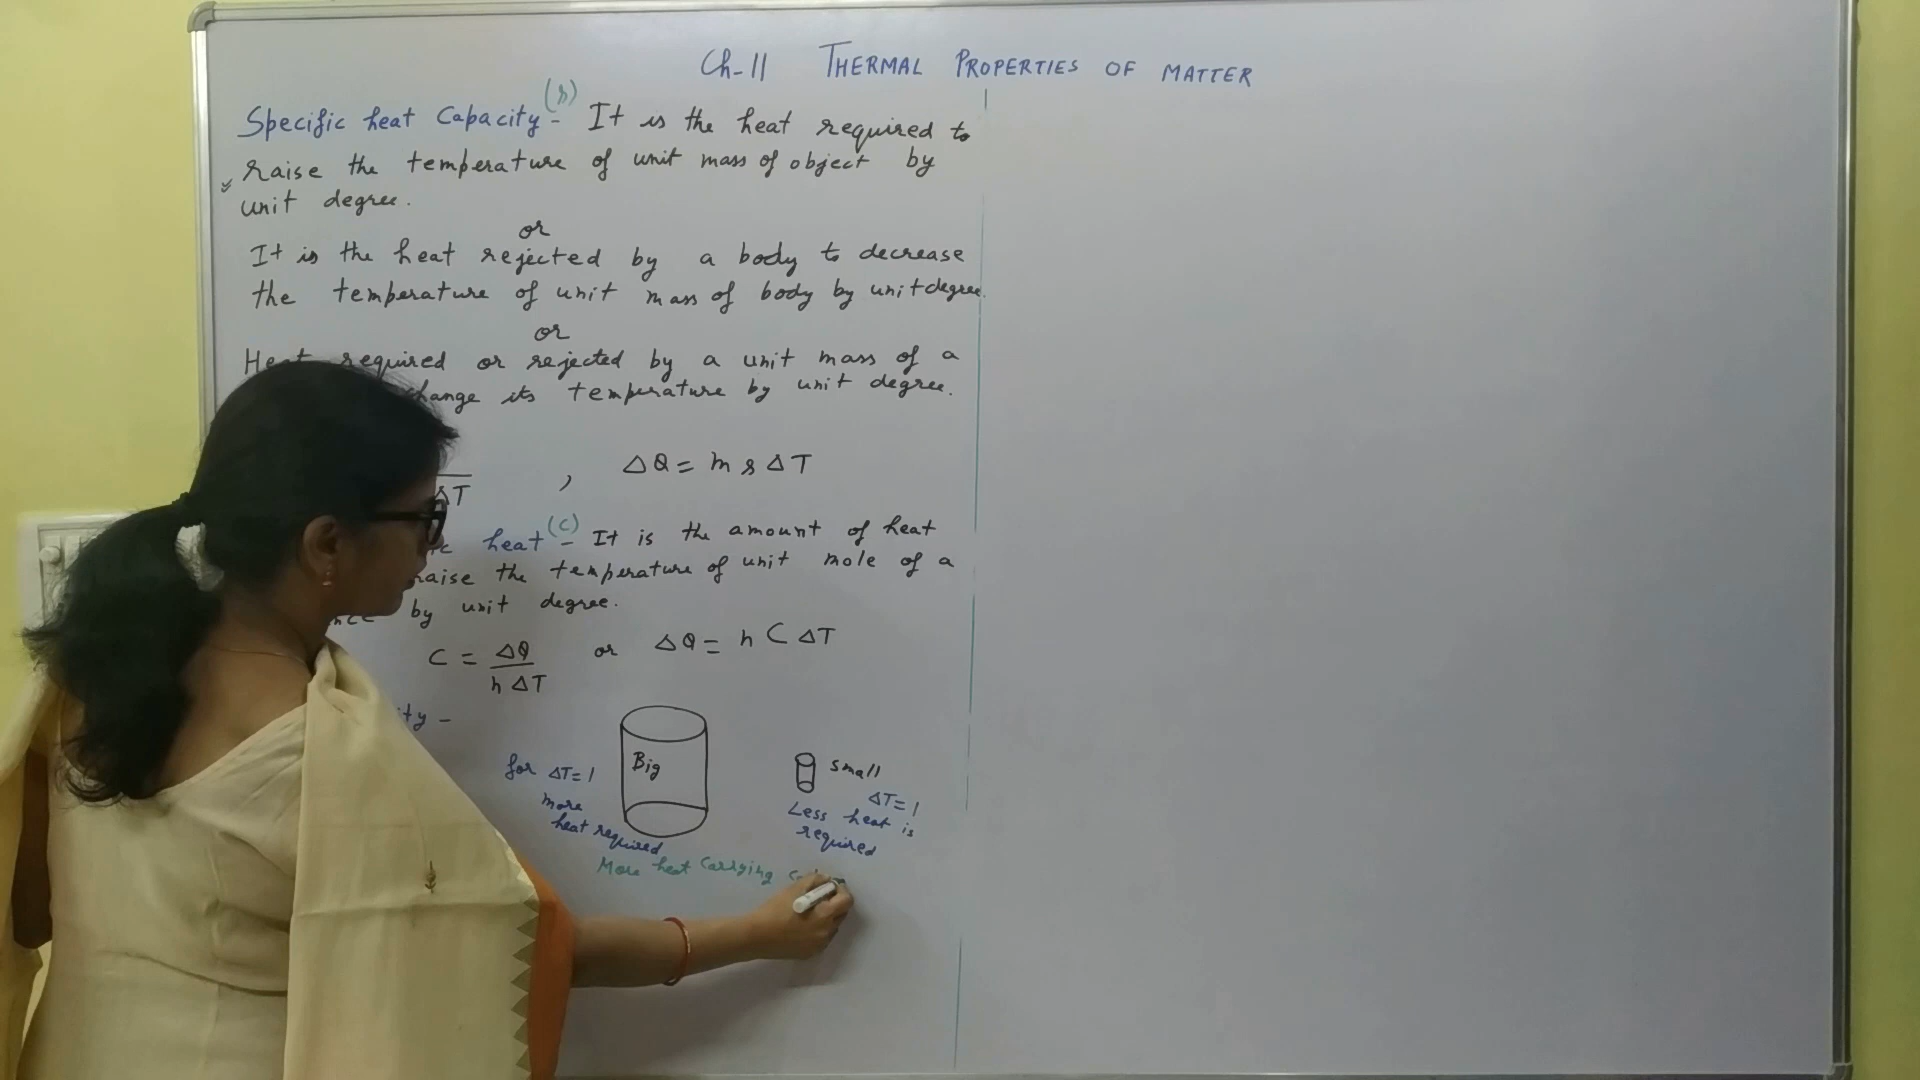 Ch-11 THERMAL PROPERTIES OF MATTER
Specific heat Capacity (s) - It is the heat required to
raise the temperature of unit mass of object by
unit degree.
or
It is the heat rejected by a body to decrease
the temperature of unit mass of body by unit degree.
or
Heat required or rejected by a unit mass of a
change its temperature by unit degree.
ΔT , ΔQ = m s ΔT
heat (C) - It is the amount of heat
raise the temperature of unit mole of a
by unit degree.
C = ΔQ / n ΔT or ΔQ = n C ΔT
Big
for ΔT = 1
more
heat required
small
ΔT = 1
Less heat is
required
More heat carrying